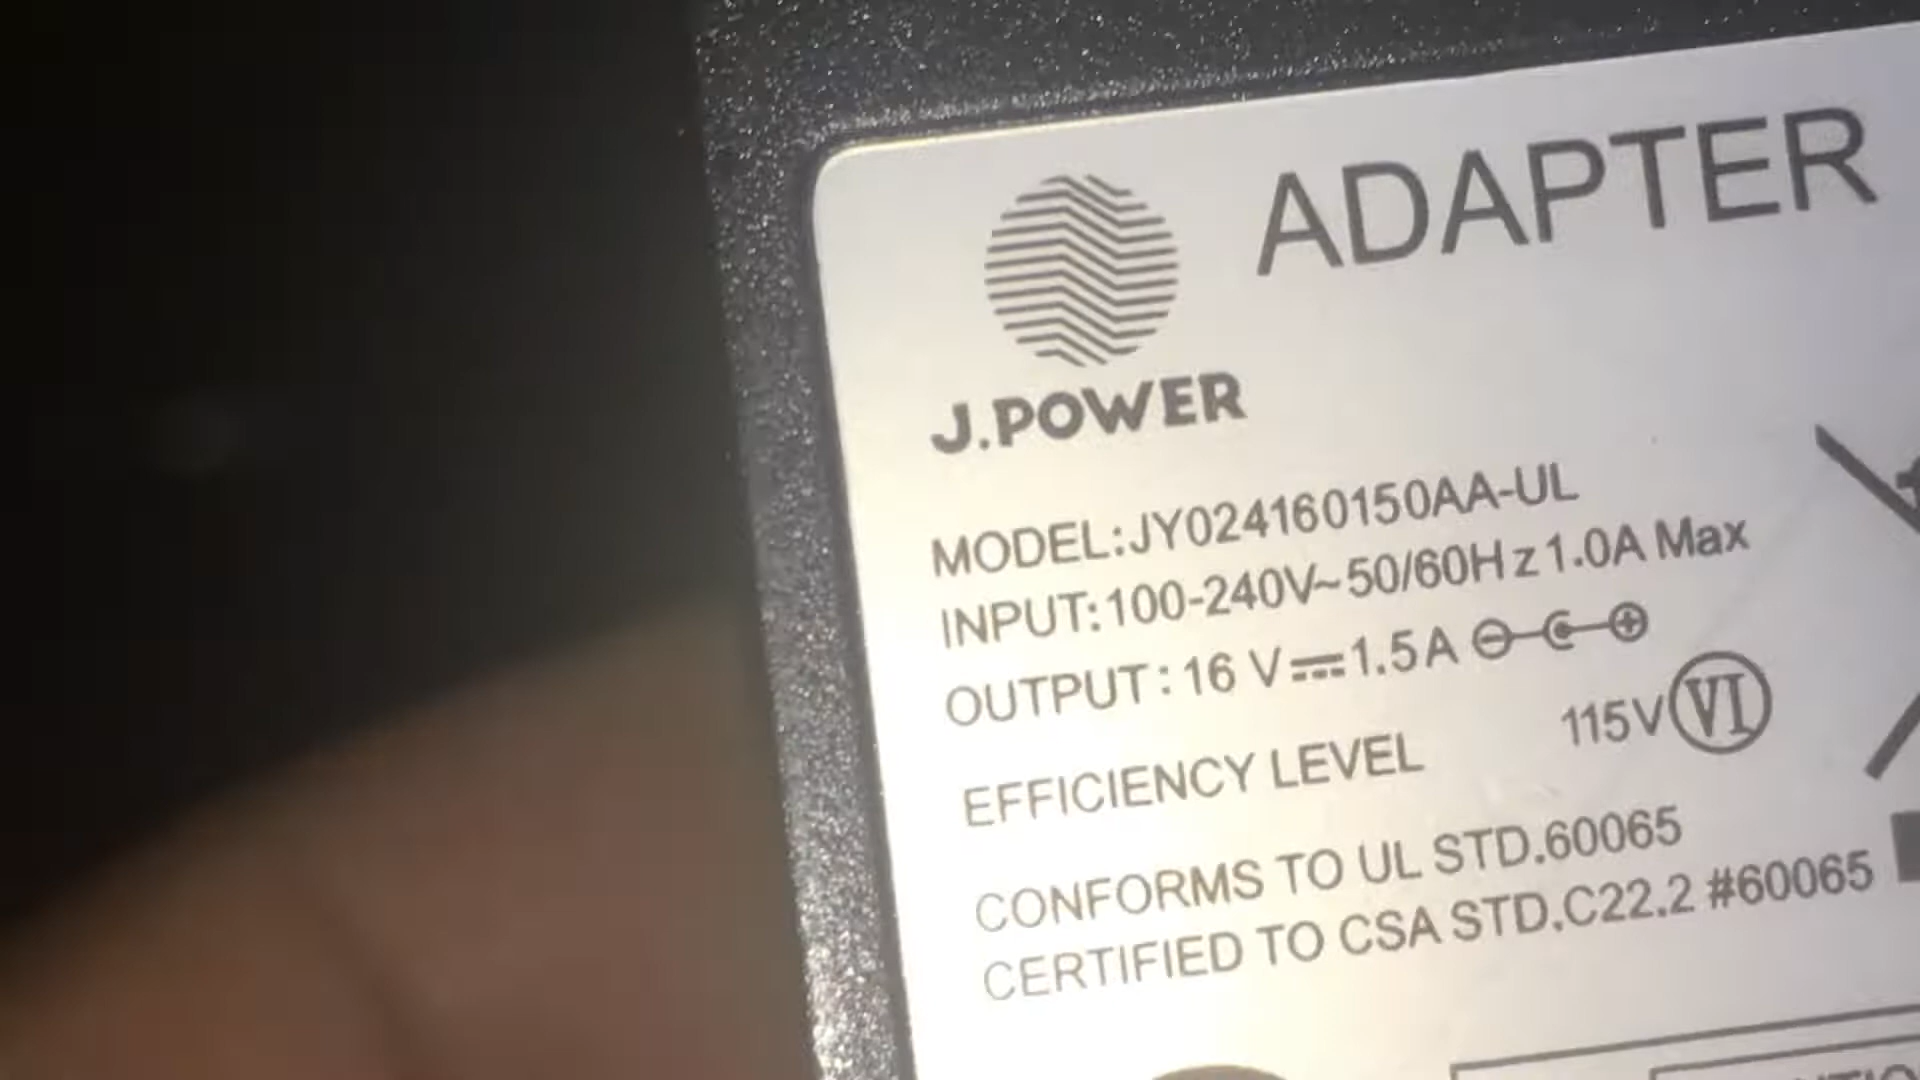 ADAPTER
J.POWER
MODEL:JY024160150AA-UL
INPUT:100-240V~50/60Hz 1.0A Max
OUTPUT:16 V⎓1.5A
115V VI
EFFICIENCY LEVEL
CONFORMS TO UL STD.60065
CERTIFIED TO CSA STD.C22.2 #60065